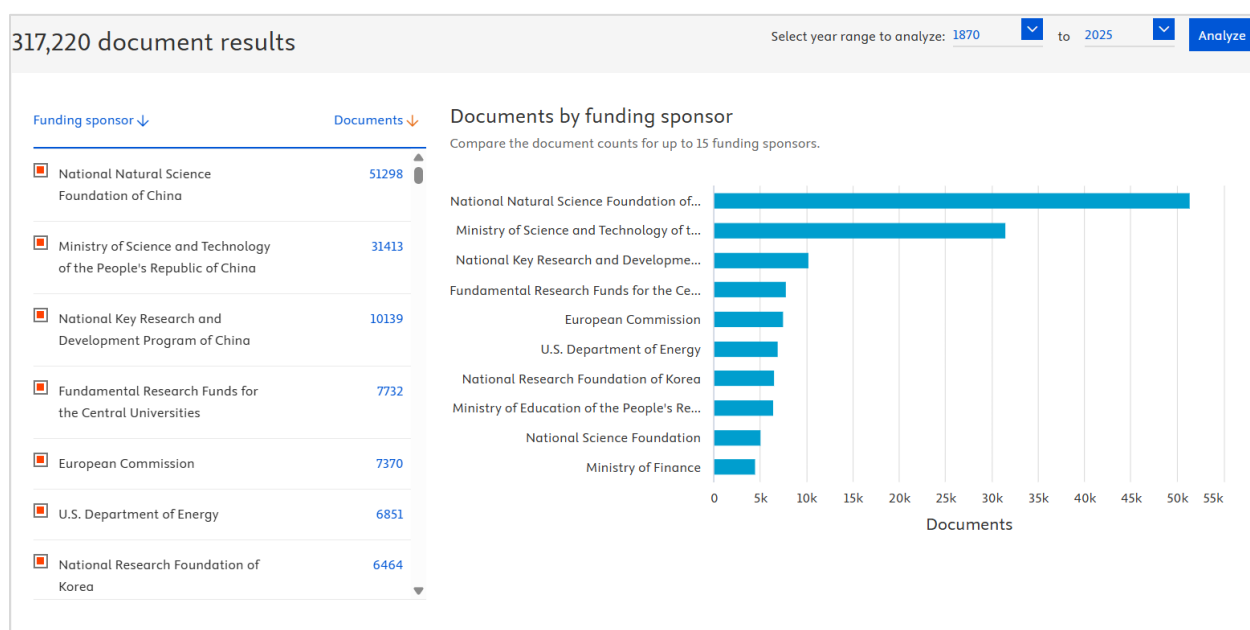 317,220 document results
Select year range to analyze: 1870 to 2025 Analyze
Funding sponsor Documents
National Natural Science
Foundation of China 51298
Ministry of Science and Technology
of the People's Republic of China 31413
National Key Research and
Development Program of China 10139
Fundamental Research Funds for
the Central Universities 7732
European Commission 7370
U.S. Department of Energy 6851
National Research Foundation of
Korea 6464
Documents by funding sponsor
Compare the document counts for up to 15 funding sponsors.
National Natural Science Foundation of...
Ministry of Science and Technology of t...
National Key Research and Developme...
Fundamental Research Funds for the Ce...
European Commission
U.S. Department of Energy
National Research Foundation of Korea
Ministry of Education of the People's Re...
National Science Foundation
Ministry of Finance
0 5k 10k 15k 20k 25k 30k 35k 40k 45k 50k 55k
Documents